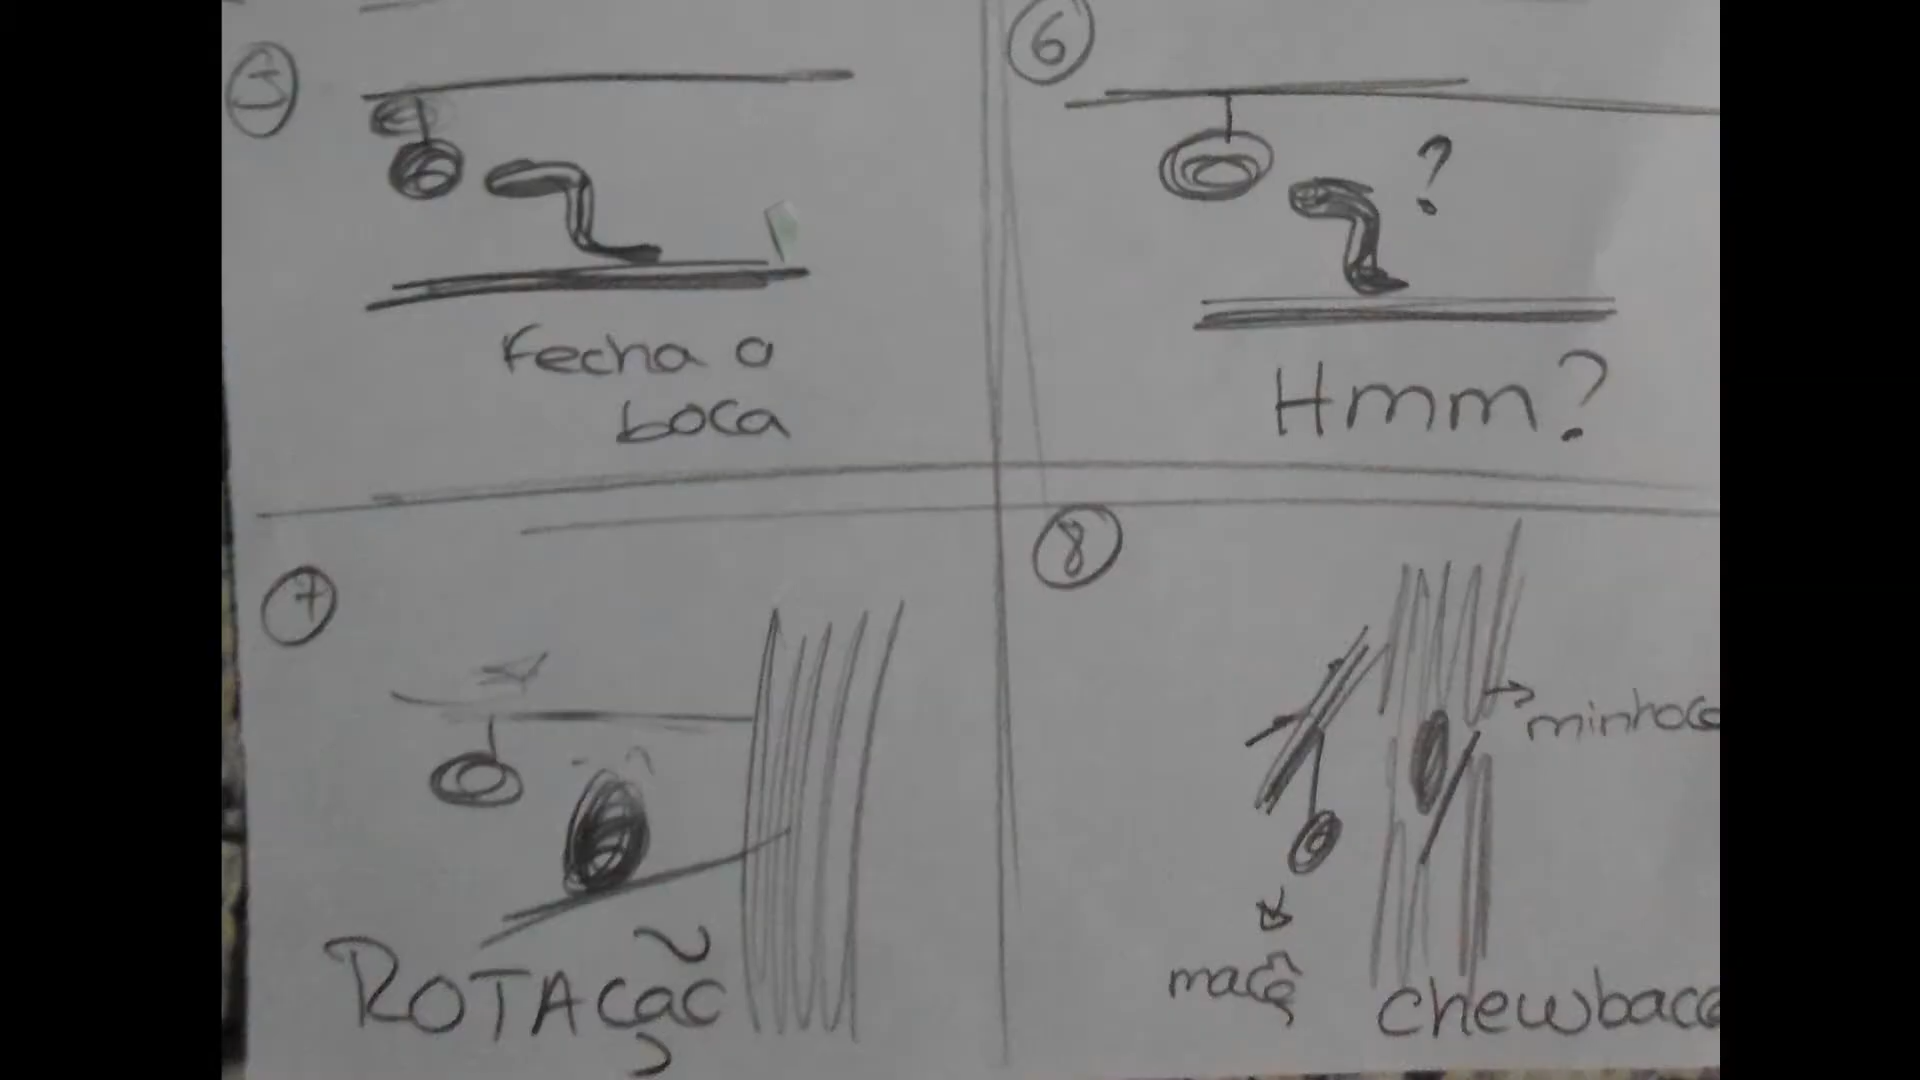 5
Fecha a
boca
6
?
Hmm?
7
ROTAÇÃO
8
minhoca
maçã
chewbacca